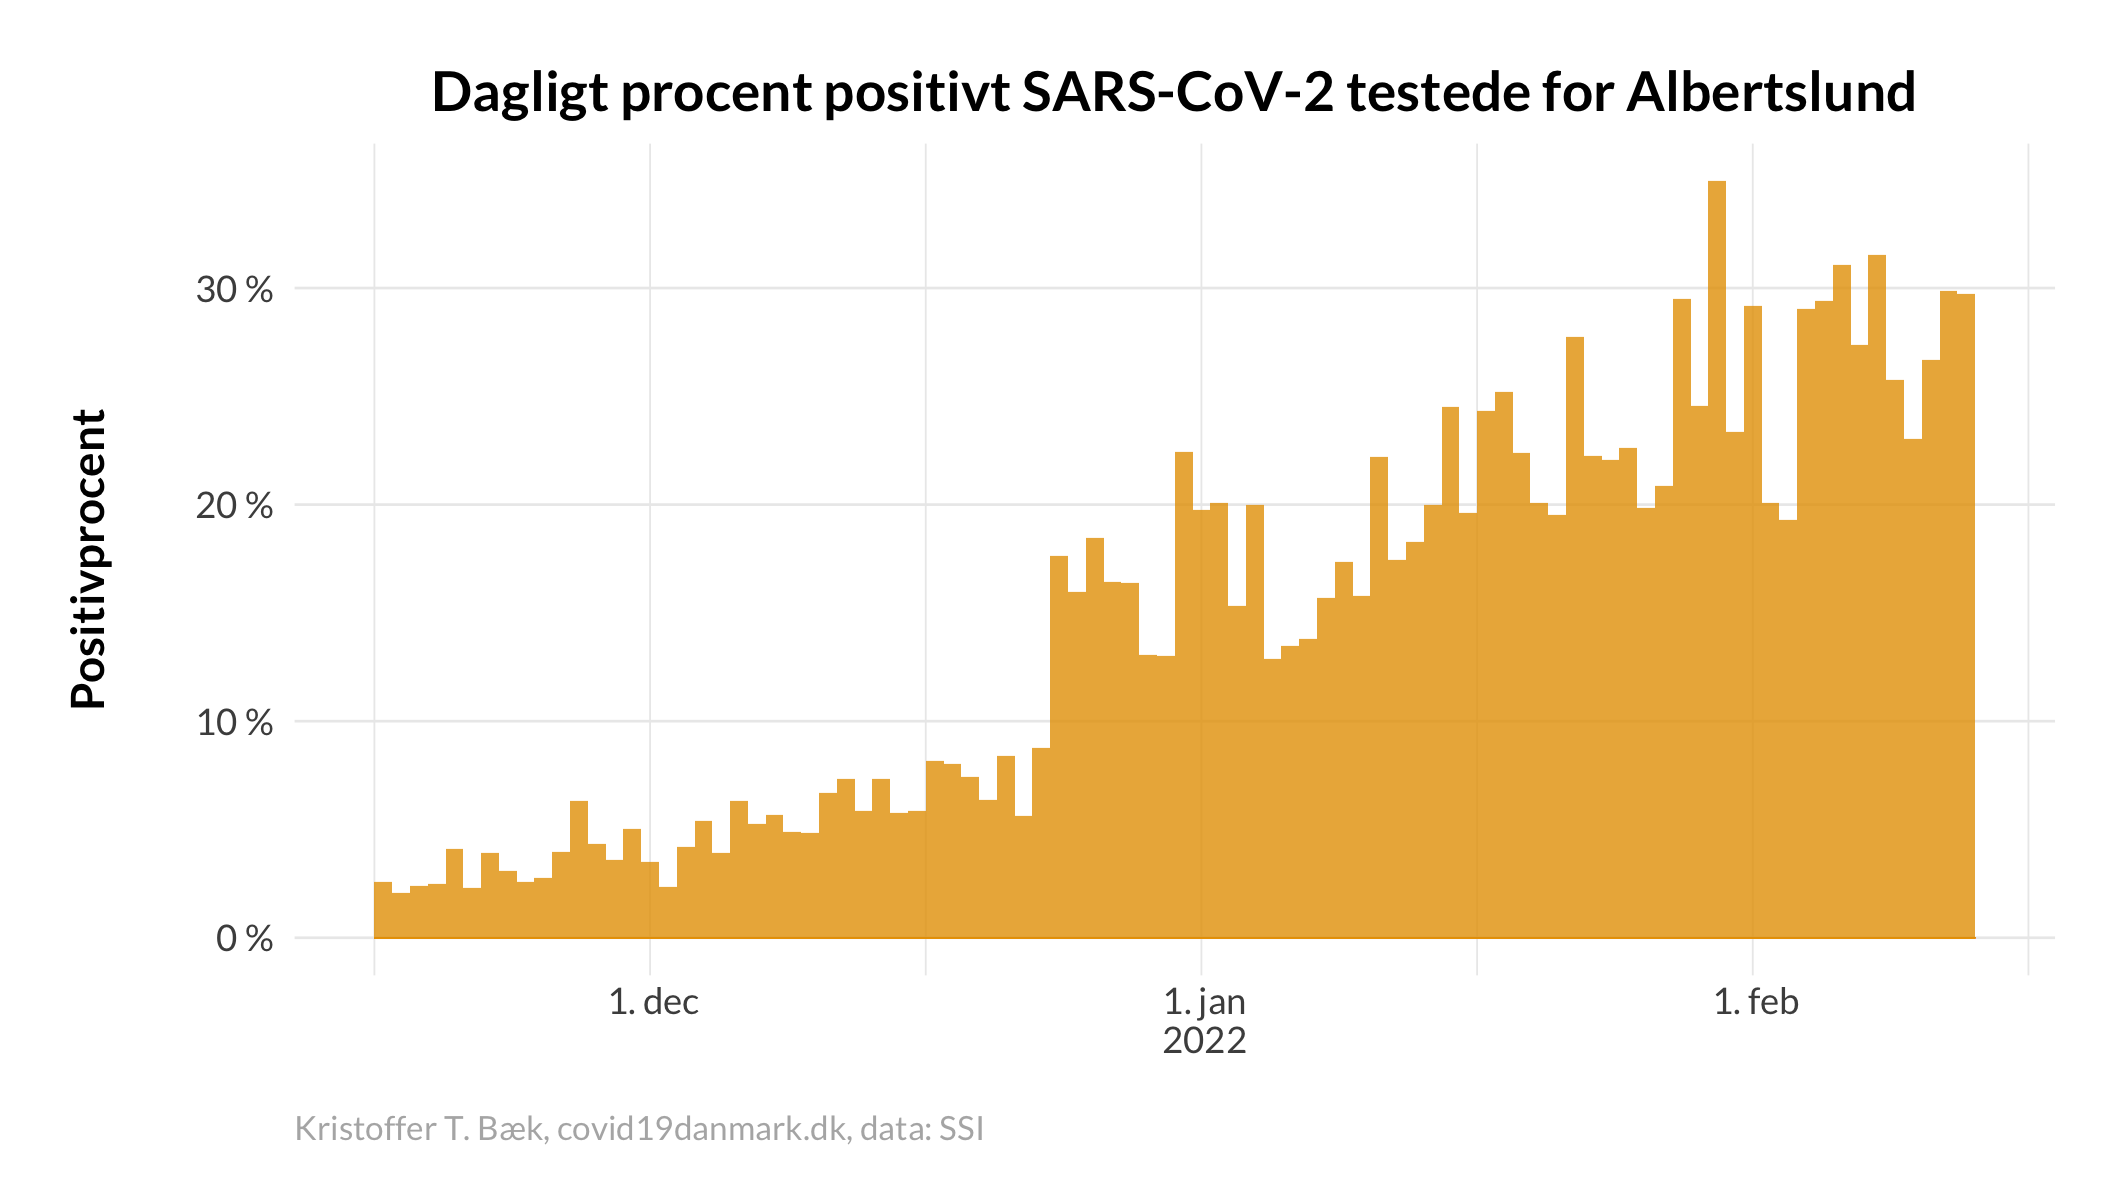 Dagligt procent positivt SARS-CoV-2 testede for Albertslund
Positivprocent
30 %
20 %
10 %
0 %
1. dec
1. jan
2022
1. feb
Kristoffer T. Bæk, covid19danmark.dk, data: SSI